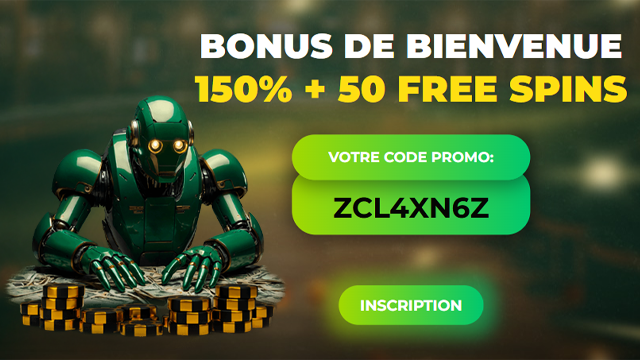 BONUS DE BIENVENUE
150% + 50 FREE SPINS
VOTRE CODE PROMO:
ZCL4XN6Z
INSCRIPTION